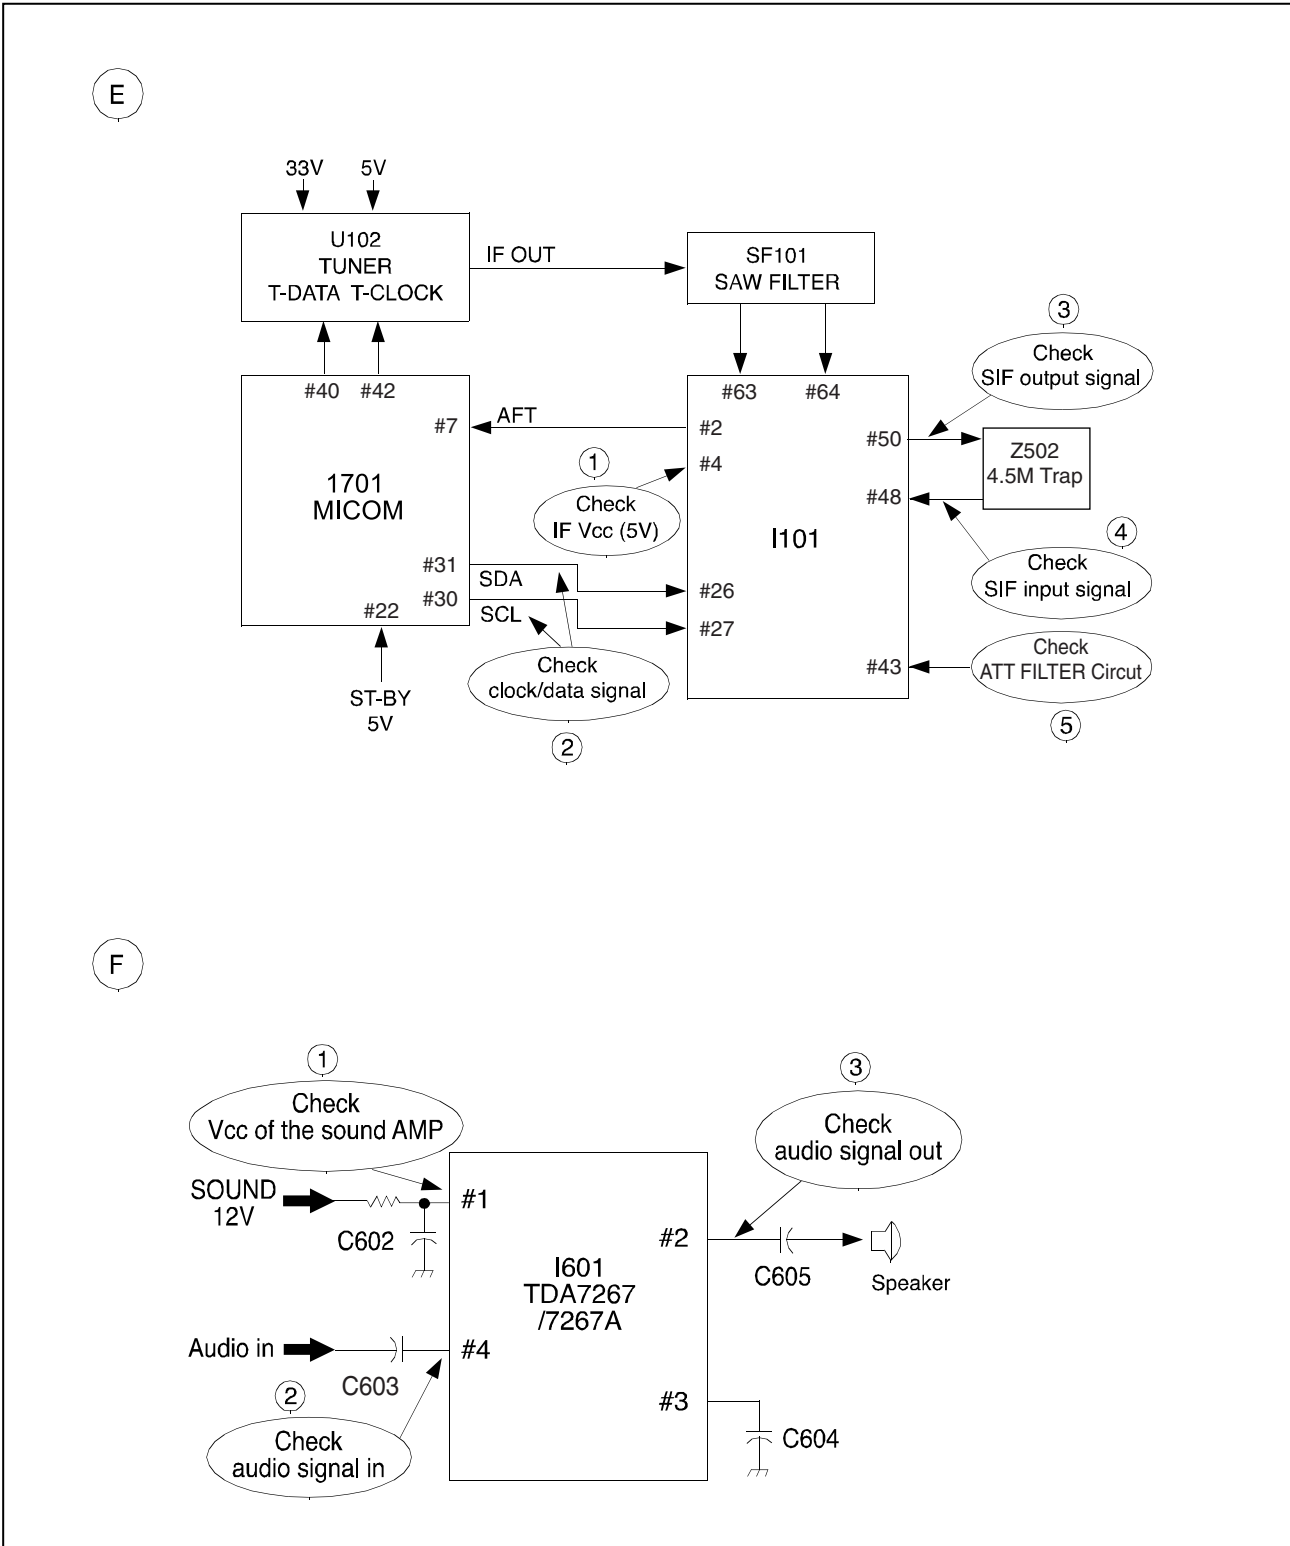 E
33V 5V
U102
TUNER
T-DATA T-CLOCK
IF OUT
SF101
SAW FILTER
3
Check
SIF output signal
#40 #42
#63 #64
#7
AFT
#2
#50
#4
Z502
4.5M Trap
1
Check
IF Vcc (5V)
1701
MICOM
#48
I101
4
Check
SIF input signal
#31
SDA
#26
#30
SCL
#22
#27
Check
clock/data signal
2
#43
Check
ATT FILTER Circut
5
ST-BY
5V
F
1
Check
Vcc of the sound AMP
3
Check
audio signal out
SOUND
12V
#1
C602
#2
C605
Speaker
I601
TDA7267
/7267A
Audio in
#4
C603
2
Check
audio signal in
#3
C604